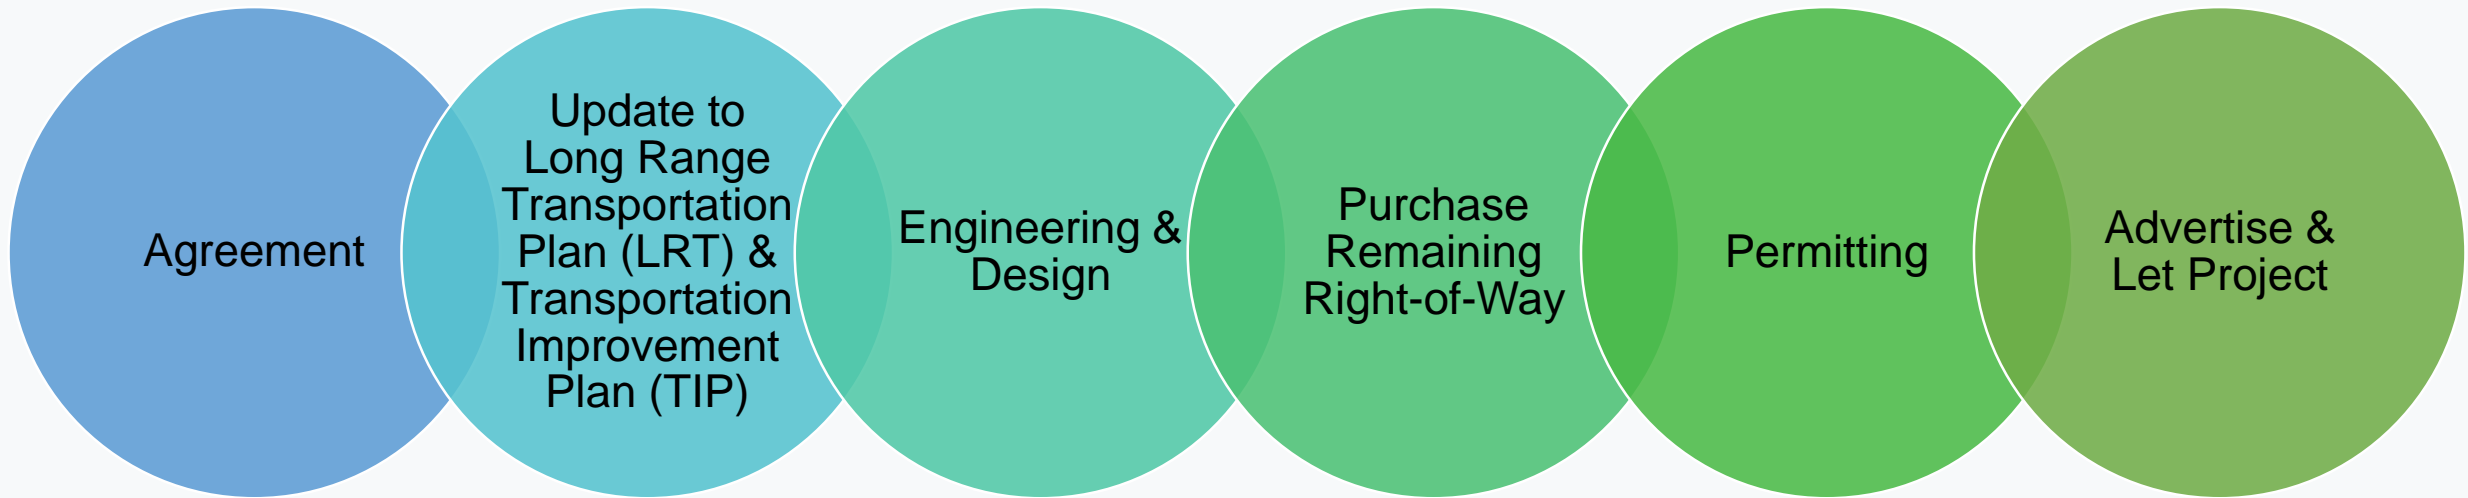 Agreement
Update to
Long Range
Transportation
Plan (LRT) &
Transportation
Improvement
Plan (TIP)
Engineering &
Design
Purchase
Remaining
Right-of-Way
Permitting
Advertise &
Let Project